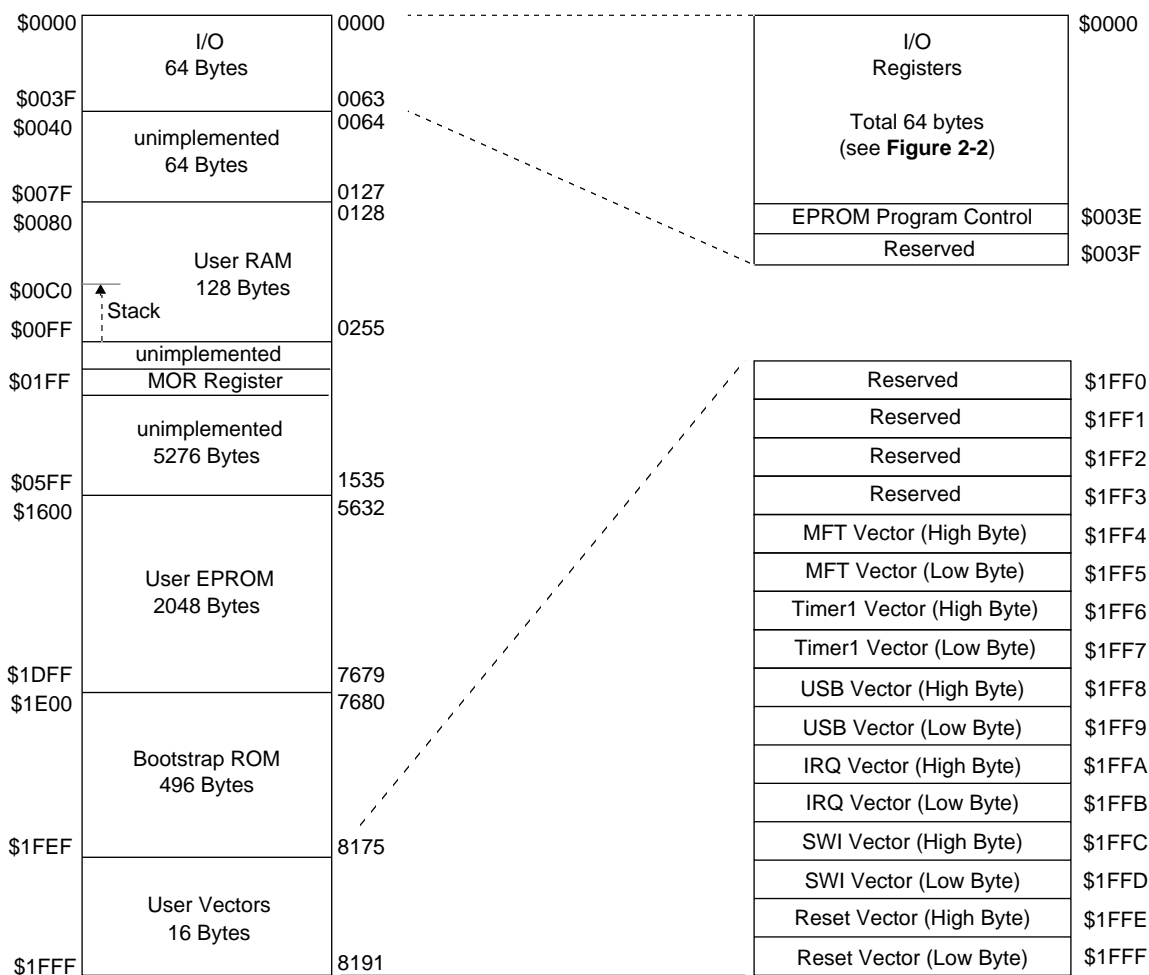 $0000
I/O
64 Bytes
0000
$003F
0063
$0040
unimplemented
64 Bytes
0064
$007F
0127
$0080
0128
User RAM
128 Bytes
$00C0
Stack
$00FF
0255
unimplemented
$01FF
MOR Register
unimplemented
5276 Bytes
$05FF
1535
$1600
5632
User EPROM
2048 Bytes
$1DFF
7679
$1E00
7680
Bootstrap ROM
496 Bytes
$1FEF
8175
User Vectors
16 Bytes
$1FFF
8191
I/O
Registers
$0000
Total 64 bytes
(see Figure 2-2)
EPROM Program Control $003E
Reserved $003F
Reserved $1FF0
Reserved $1FF1
Reserved $1FF2
Reserved $1FF3
MFT Vector (High Byte) $1FF4
MFT Vector (Low Byte) $1FF5
Timer1 Vector (High Byte) $1FF6
Timer1 Vector (Low Byte) $1FF7
USB Vector (High Byte) $1FF8
USB Vector (Low Byte) $1FF9
IRQ Vector (High Byte) $1FFA
IRQ Vector (Low Byte) $1FFB
SWI Vector (High Byte) $1FFC
SWI Vector (Low Byte) $1FFD
Reset Vector (High Byte) $1FFE
Reset Vector (Low Byte) $1FFF